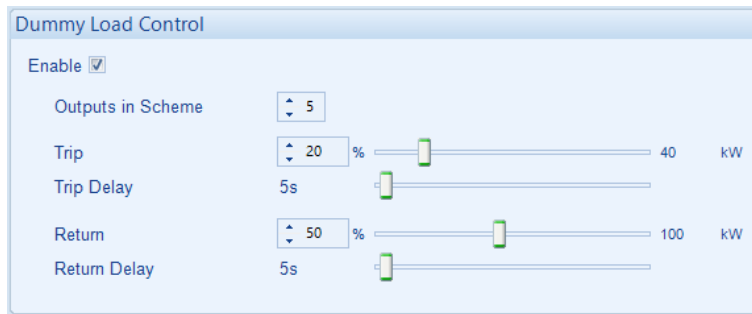 Dummy Load Control
Enable
Outputs in Scheme 5
Trip 20 % 40 kW
Trip Delay 5s
Return 50 % 100 kW
Return Delay 5s